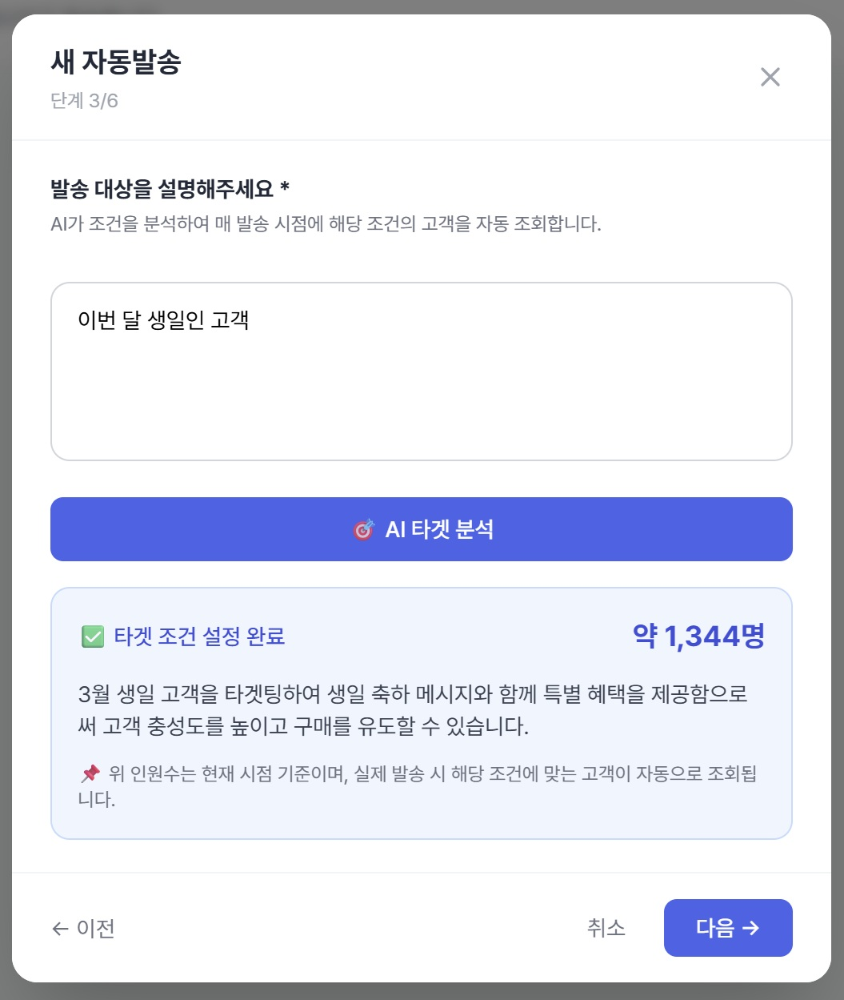 새 자동발송
단계 3/6
발송 대상을 설명해주세요 *
AI가 조건을 분석하여 매 발송 시점에 해당 조건의 고객을 자동 조회합니다.
이번 달 생일인 고객
🎯 AI 타겟 분석
✅ 타겟 조건 설정 완료
약 1,344명
3월 생일 고객을 타겟팅하여 생일 축하 메시지와 함께 특별 혜택을 제공함으로
써 고객 충성도를 높이고 구매를 유도할 수 있습니다.
📌 위 인원수는 현재 시점 기준이며, 실제 발송 시 해당 조건에 맞는 고객이 자동으로 조회됩
니다.
← 이전
취소
다음 →